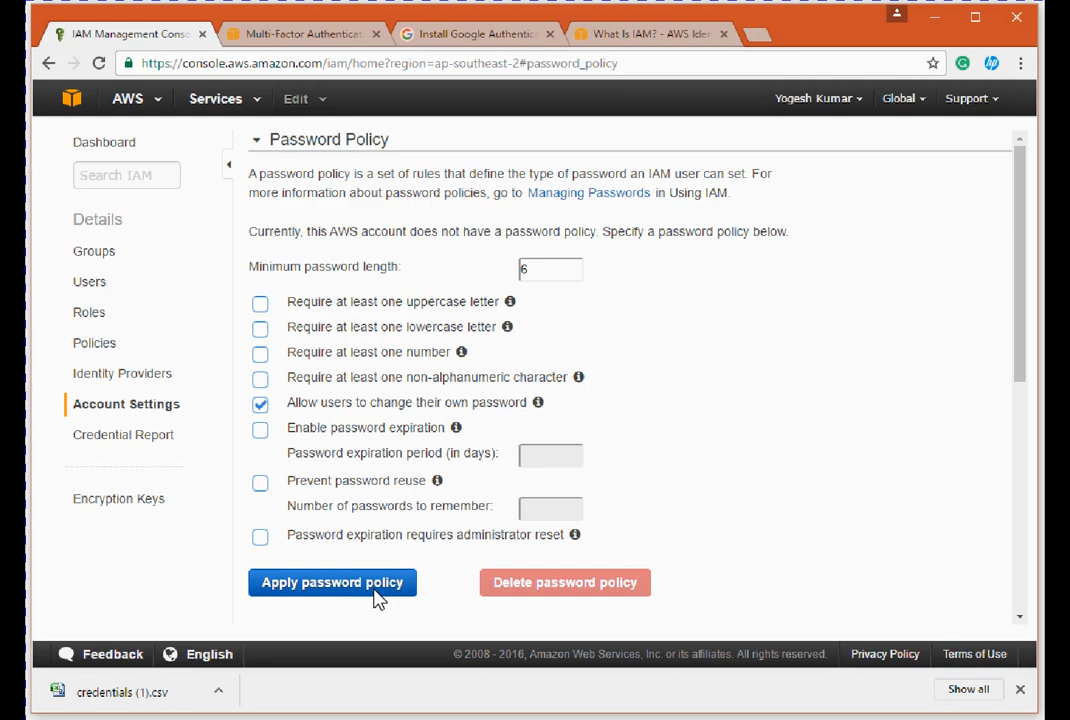 IAM Management Conso
Multi-Factor Authenticat
Install Google Authentic
What Is IAM? - AWS Iden
https://console.aws.amazon.com/iam/home?region=ap-southeast-2#password_policy
AWS
Services
Edit
Yogesh Kumar
Global
Support
Dashboard
Search IAM
Details
Groups
Users
Roles
Policies
Identity Providers
Account Settings
Credential Report
Encryption Keys
Password Policy
A password policy is a set of rules that define the type of password an IAM user can set. For
more information about password policies, go to Managing Passwords in Using IAM.
Currently, this AWS account does not have a password policy. Specify a password policy below.
Minimum password length: 6
Require at least one uppercase letter
Require at least one lowercase letter
Require at least one number
Require at least one non-alphanumeric character
Allow users to change their own password
Enable password expiration
Password expiration period (in days):
Prevent password reuse
Number of passwords to remember:
Password expiration requires administrator reset
Apply password policy
Delete password policy
Feedback
English
© 2008 - 2016, Amazon Web Services, Inc. or its affiliates. All rights reserved.
Privacy Policy
Terms of Use
credentials (1).csv
Show all